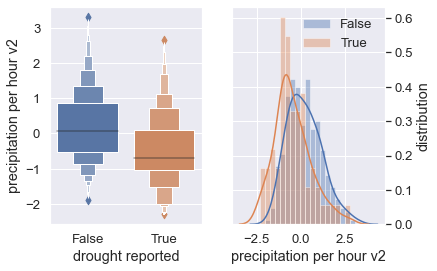 precipitation per hour v2
3
2
1
0
−1
−2
False
True
drought reported
False
True
0.6
0.5
0.4
0.3
0.2
0.1
0.0
distribution
−2.5
0.0
2.5
precipitation per hour v2